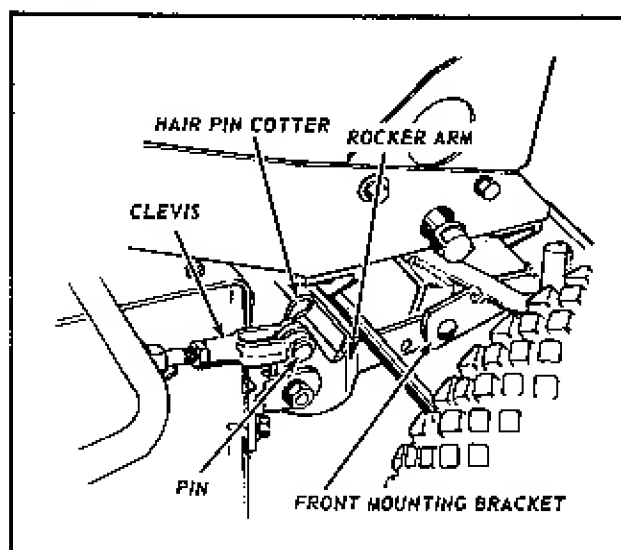 HAIR PIN COTTER
ROCKER ARM
CLEVIS
PIN
FRONT MOUNTING BRACKET